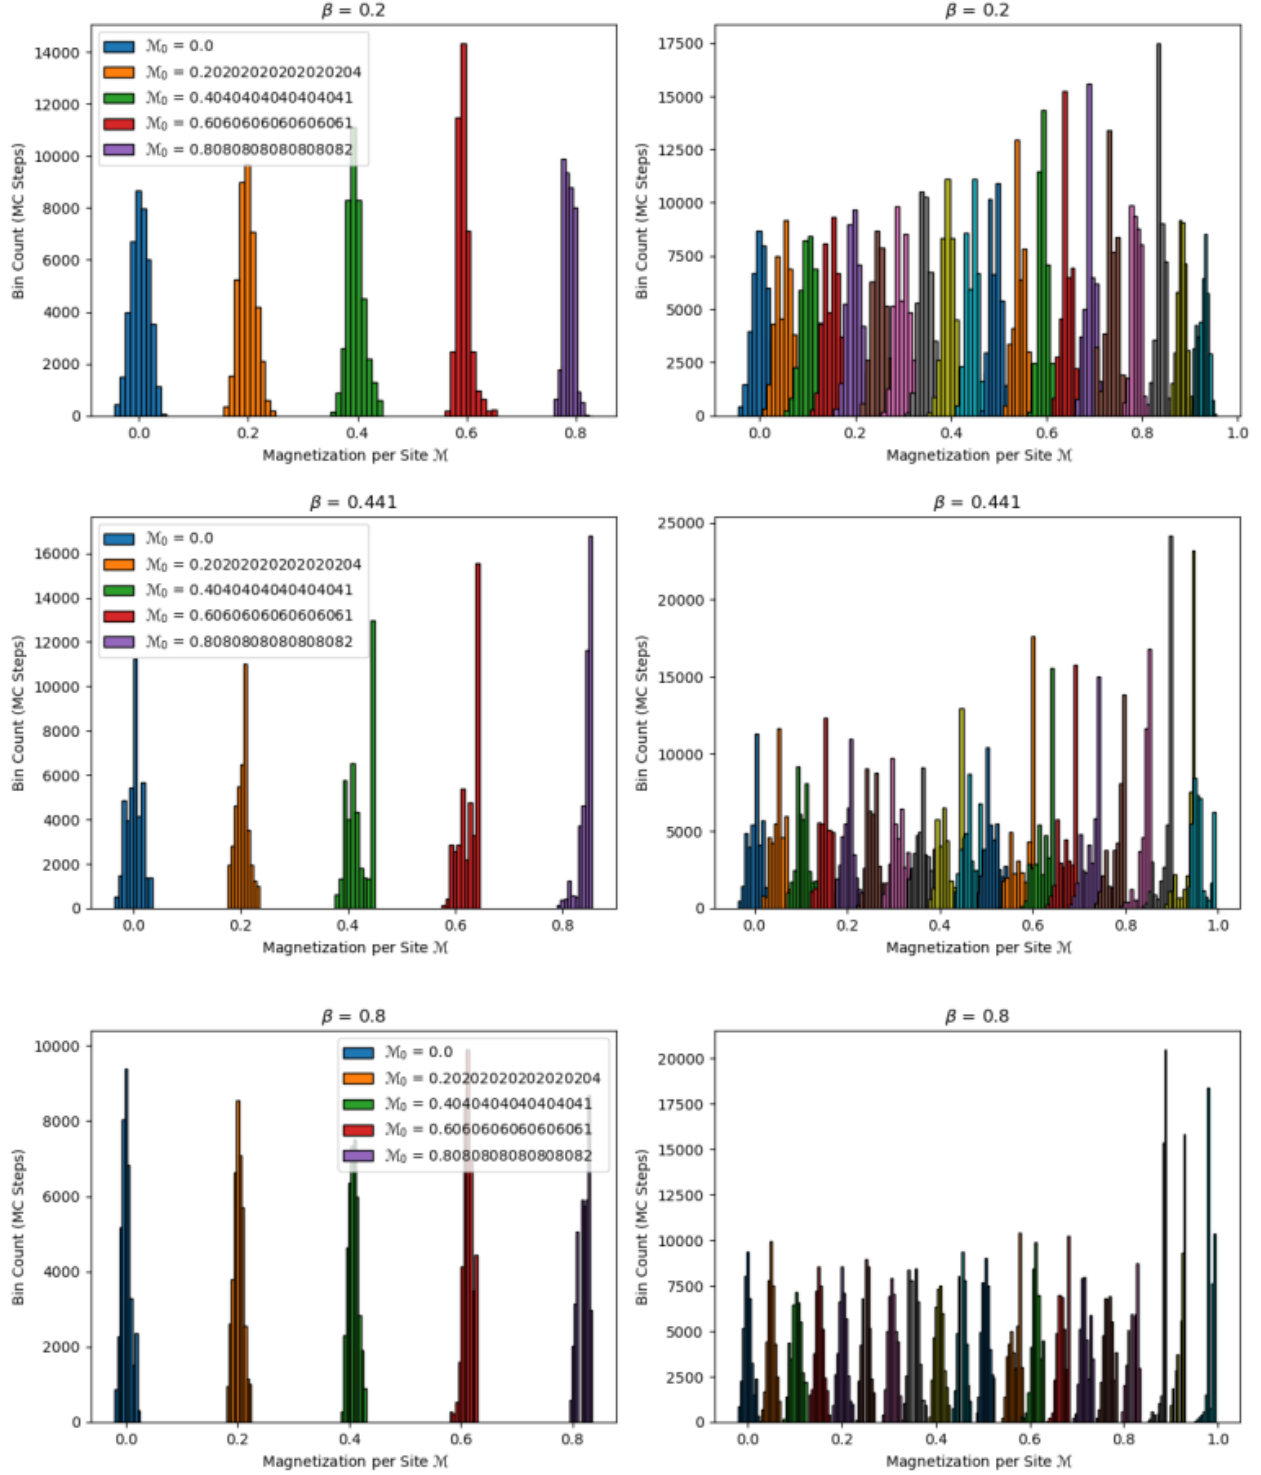 β = 0.2
14000
12000
10000
8000
6000
4000
2000
0
Bin Count (MC Steps)
ℳ₀ = 0.0
ℳ₀ = 0.20202020202020204
ℳ₀ = 0.4040404040404041
ℳ₀ = 0.6060606060606061
ℳ₀ = 0.8080808080808082
0.0 0.2 0.4 0.6 0.8
Magnetization per Site ℳ
β = 0.2
17500
15000
12500
10000
7500
5000
2500
0
Bin Count (MC Steps)
0.0 0.2 0.4 0.6 0.8 1.0
Magnetization per Site ℳ
β = 0.441
16000
14000
12000
10000
8000
6000
4000
2000
0
Bin Count (MC Steps)
ℳ₀ = 0.0
ℳ₀ = 0.20202020202020204
ℳ₀ = 0.4040404040404041
ℳ₀ = 0.6060606060606061
ℳ₀ = 0.8080808080808082
0.0 0.2 0.4 0.6 0.8
Magnetization per Site ℳ
β = 0.441
25000
20000
15000
10000
5000
0
Bin Count (MC Steps)
0.0 0.2 0.4 0.6 0.8 1.0
Magnetization per Site ℳ
β = 0.8
10000
8000
6000
4000
2000
0
Bin Count (MC Steps)
ℳ₀ = 0.0
ℳ₀ = 0.20202020202020204
ℳ₀ = 0.4040404040404041
ℳ₀ = 0.6060606060606061
ℳ₀ = 0.8080808080808082
0.0 0.2 0.4 0.6 0.8
Magnetization per Site ℳ
β = 0.8
20000
17500
15000
12500
10000
7500
5000
2500
0
Bin Count (MC Steps)
0.0 0.2 0.4 0.6 0.8 1.0
Magnetization per Site ℳ